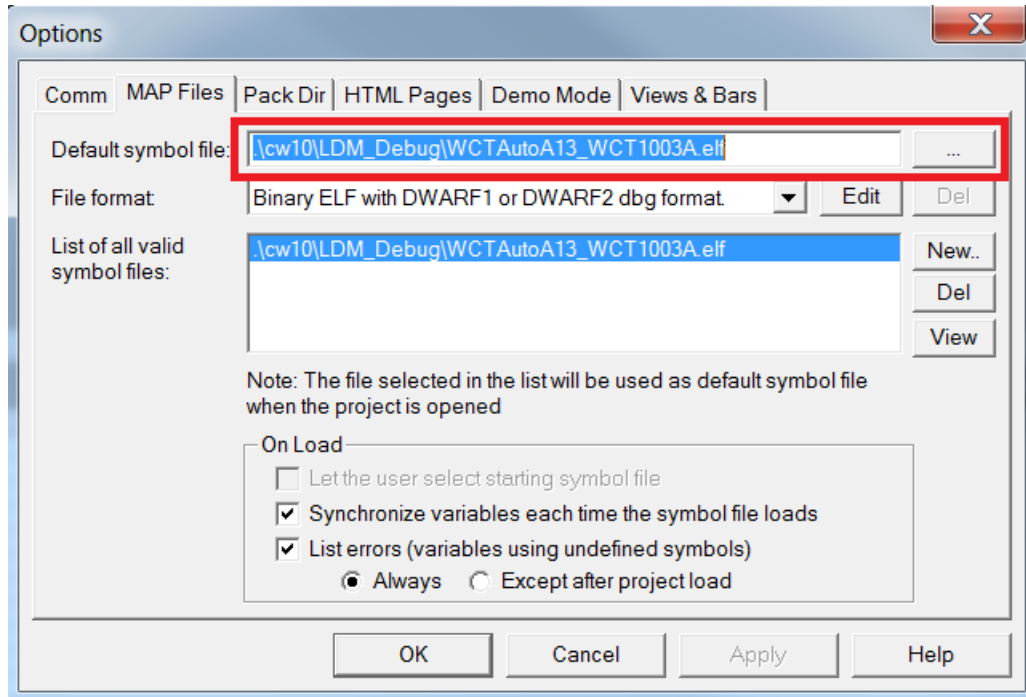 Options
X
Comm MAP Files Pack Dir HTML Pages Demo Mode Views & Bars
Default symbol file: .\cw10\LDM_Debug\WCTAutoA13_WCT1003A.elf ...
File format: Binary ELF with DWARF1 or DWARF2 dbg format. Edit Del
List of all valid
symbol files:
.\cw10\LDM_Debug\WCTAutoA13_WCT1003A.elf
New..
Del
View
Note: The file selected in the list will be used as default symbol file
when the project is opened
On Load
Let the user select starting symbol file
Synchronize variables each time the symbol file loads
List errors (variables using undefined symbols)
Always Except after project load
OK Cancel Apply Help